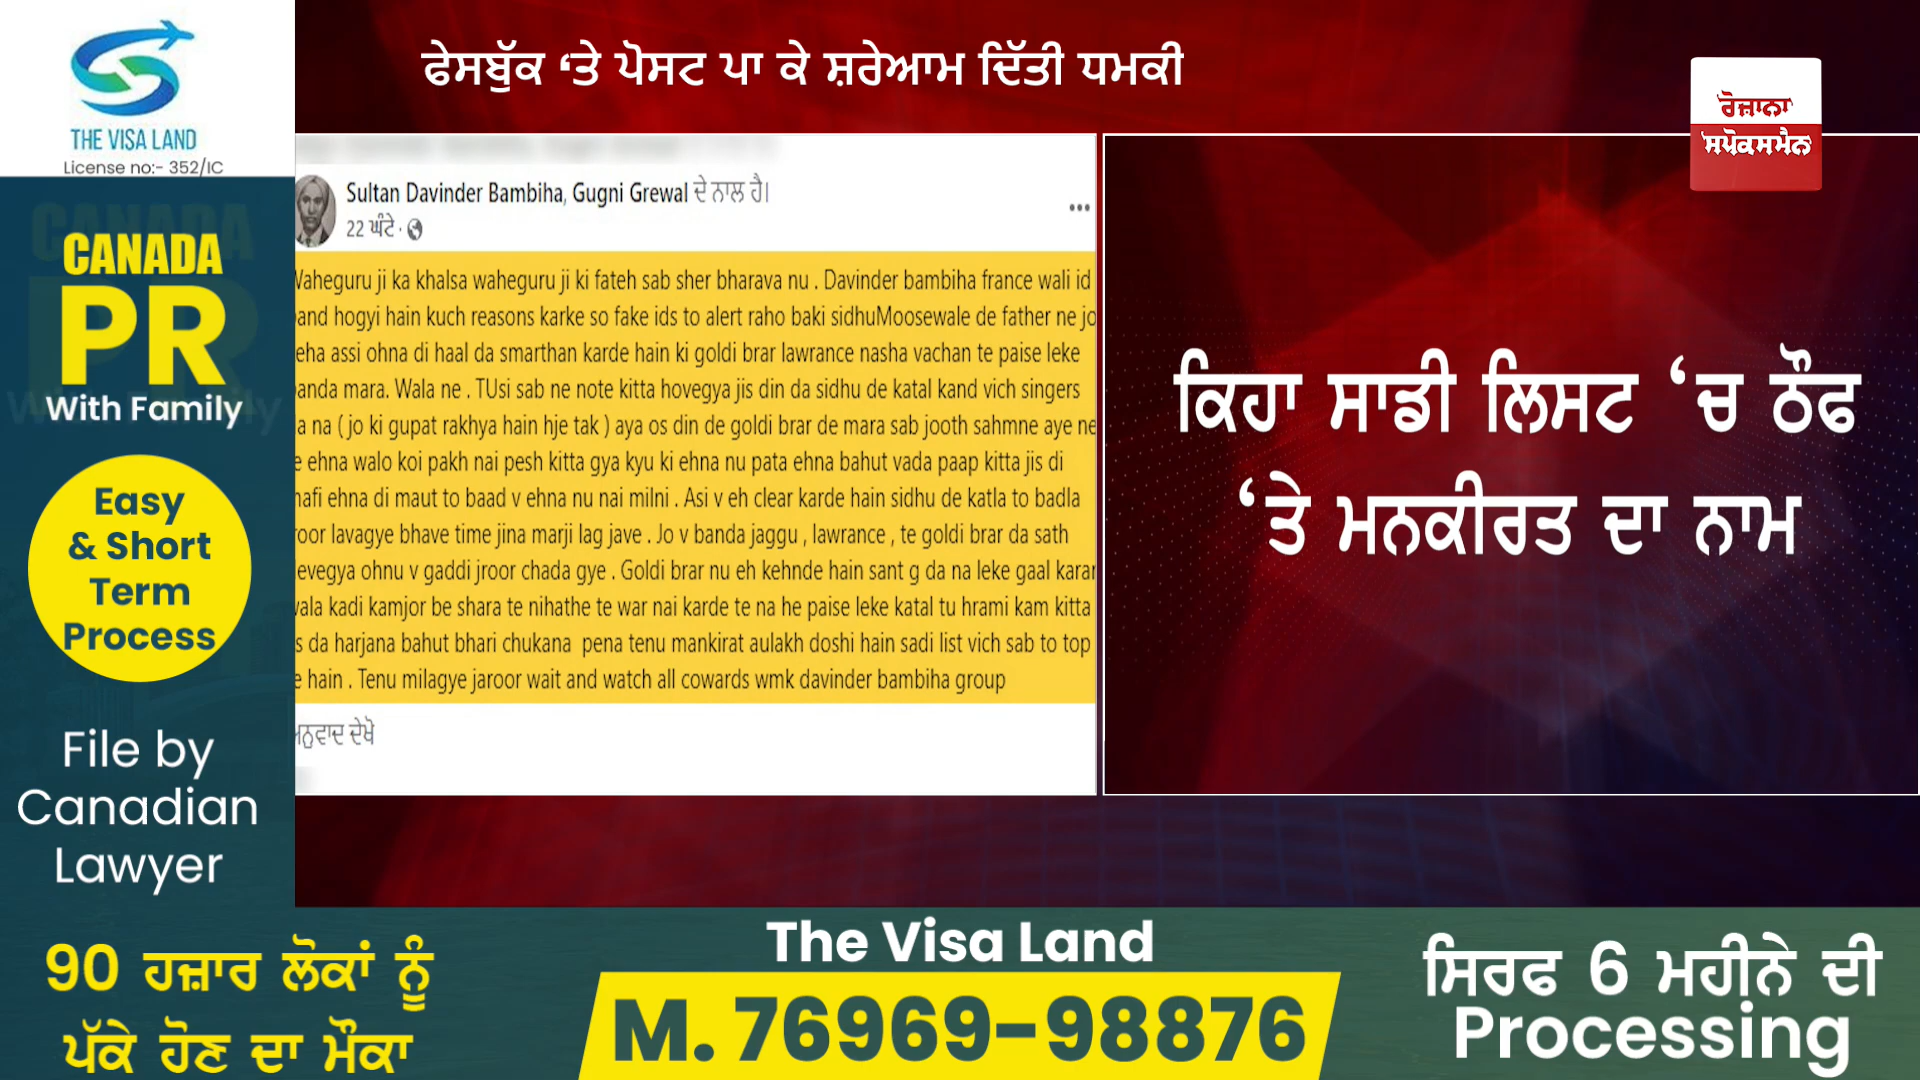 THE VISA LAND
License no:- 352/IC
CANADA
PR
With Family
Easy
& Short
Term
Process
File by
Canadian
Lawyer
ਫੇਸਬੁੱਕ ‘ਤੇ ਪੋਸਟ ਪਾ ਕੇ ਸ਼ਰੇਆਮ ਦਿੱਤੀ ਧਮਕੀ
ਰੋਜ਼ਾਨਾ
ਸਪੋਕਸਮੈਨ
Sultan Davinder Bambiha, Gugni Grewal ਦੇ ਨਾਲ ਹੈ।
22 ਘੰਟੇ ·
Waheguru ji ka khalsa waheguru ji ki fateh sab sher bharava nu . Davinder bambiha france wali id
band hogyi hain kuch reasons karke so fake ids to alert raho baki sidhuMoosewale de father ne jo
eha assi ohna di haal da smarthan karde hain ki goldi brar lawrance nasha vachan te paise leke
banda mara. Wala ne . TUsi sab ne note kitta hovegya jis din da sidhu de katal kand vich singers
a na ( jo ki gupat rakhya hain hje tak ) aya os din de goldi brar de mara sab jooth sahmne aye ne
e ehna walo koi pakh nai pesh kitta gya kyu ki ehna nu pata ehna bahut vada paap kitta jis di
mafi ehna di maut to baad v ehna nu nai milni . Asi v eh clear karde hain sidhu de katla to badla
roor lavagye bhave time jina marji lag jave . Jo v banda jaggu , lawrance , te goldi brar da sath
evegya ohnu v gaddi jroor chada gye . Goldi brar nu eh kehnde hain sant g da na leke gaal karan
wala kadi kamjor be shara te nihathe te war nai karde te na he paise leke katal tu hrami kam kitta
s da harjana bahut bhari chukana pena tenu mankirat aulakh doshi hain sadi list vich sab to top
e hain . Tenu milagye jaroor wait and watch all cowards wmk davinder bambiha group
ਅਨੁਵਾਦ ਦੇਖੋ
ਕਿਹਾ ਸਾਡੀ ਲਿਸਟ ‘ਚ ਠੌਫ
‘ਤੇ ਮਨਕੀਰਤ ਦਾ ਨਾਮ
90 ਹਜ਼ਾਰ ਲੋਕਾਂ ਨੂੰ
ਪੱਕੇ ਹੋਣ ਦਾ ਮੌਕਾ
The Visa Land
M. 76969-98876
ਸਿਰਫ 6 ਮਹੀਨੇ ਦੀ
Processing